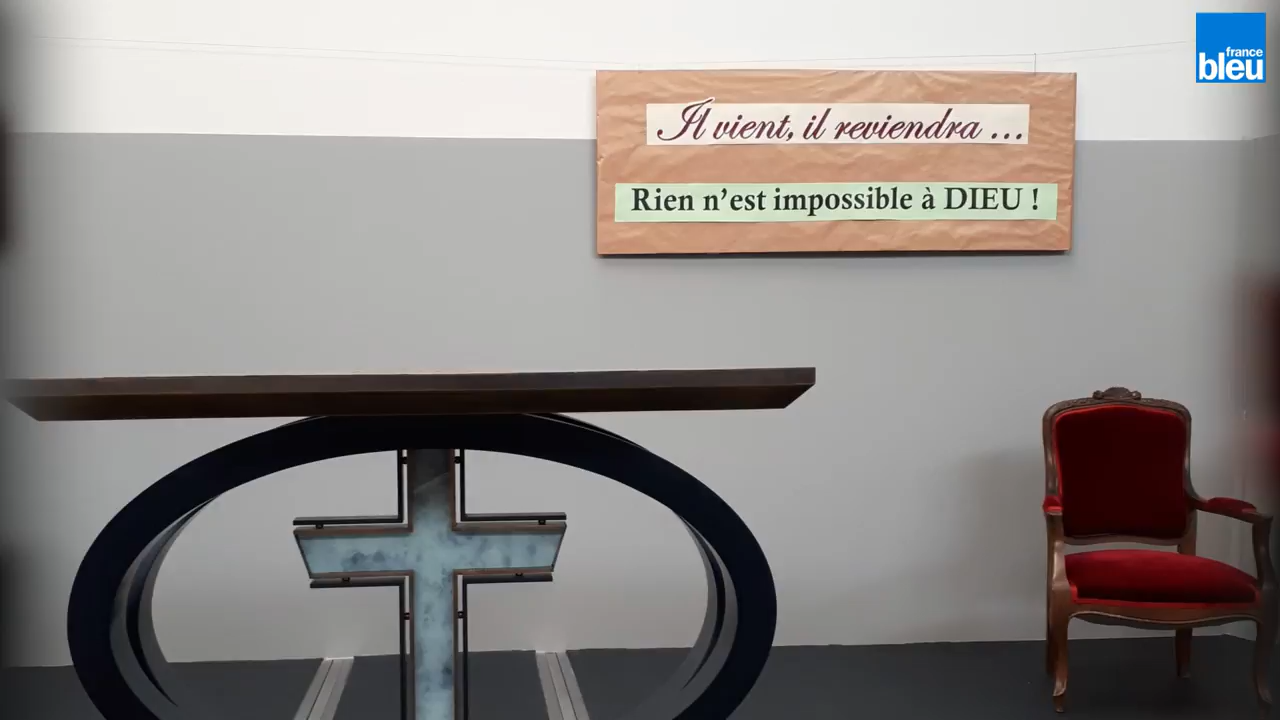 france
bleu
Il vient, il reviendra ...
Rien n’est impossible à DIEU !